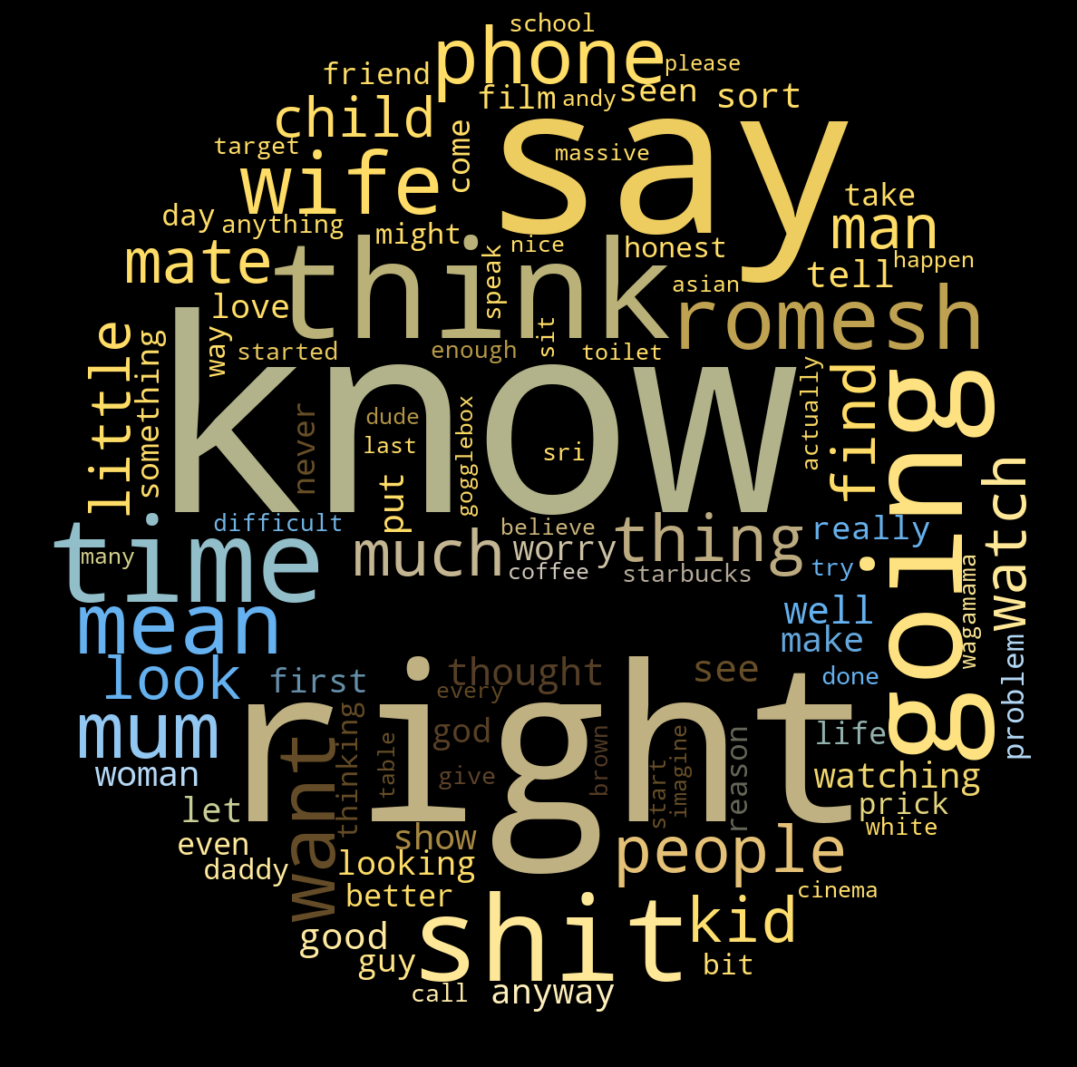 school
phone
please
friend
film
andy
seen
sort
child
say
target
massive
come
wife
take
day
anything
might
nice
honest
man
happen
mate
think
speak
asian
tell
love
romesh
little
something
way
started
enough
sit
toilet
know
never
dude
last
gogglebox
sri
put
actually
find
going
watch
time
many
difficult
much
believe
worry
coffee
thing
starbucks
really
try
wagamama
mean
well
make
look
first
thought
every
see
done
problem
mum
right
god
life
woman
want
thinking
table
give
brown
start
imagine
reason
watching
let
prick
white
even
show
people
daddy
looking
better
cinema
shit
kid
good
guy
bit
call
anyway